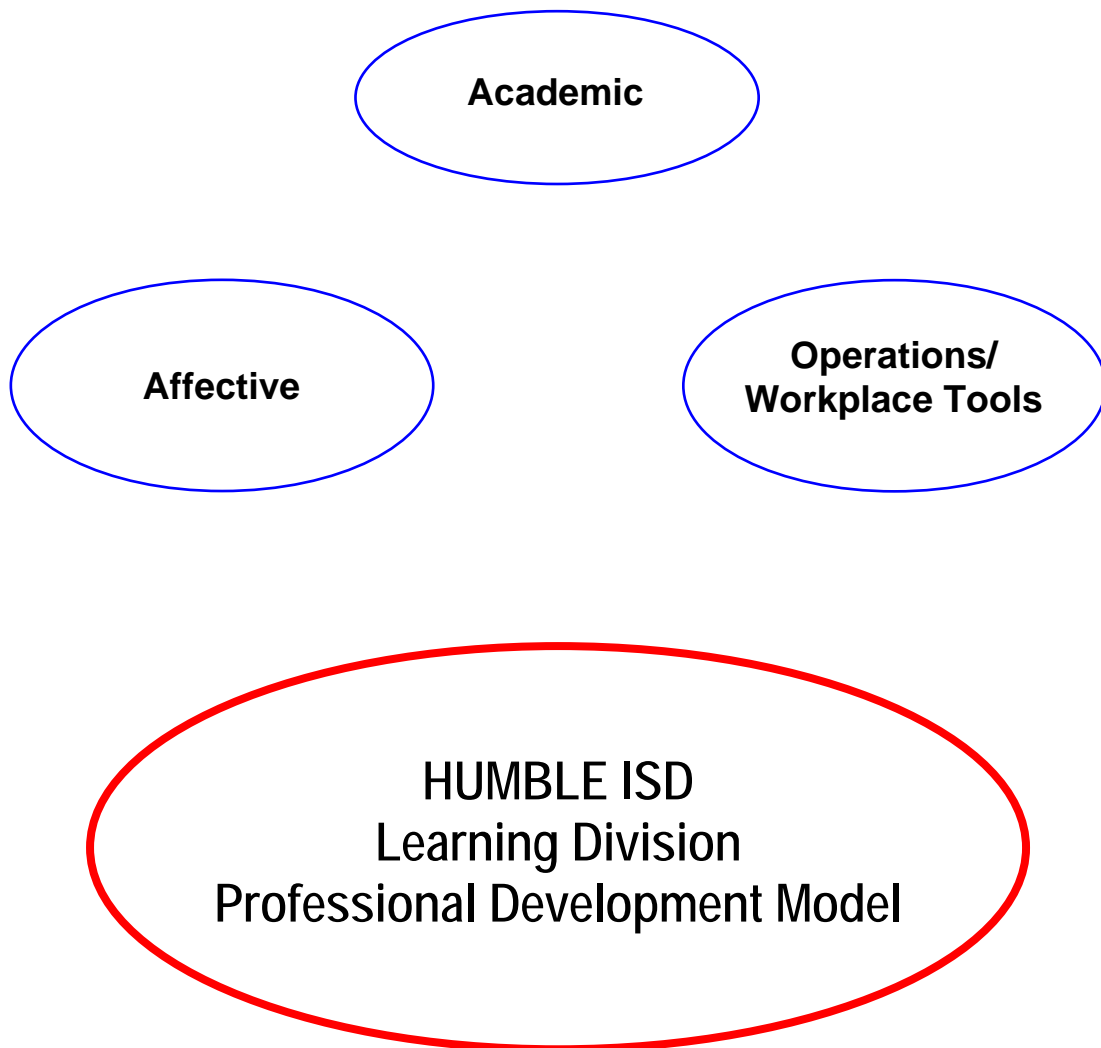 Academic
Affective
Operations/
Workplace Tools
HUMBLE ISD
Learning Division
Professional Development Model